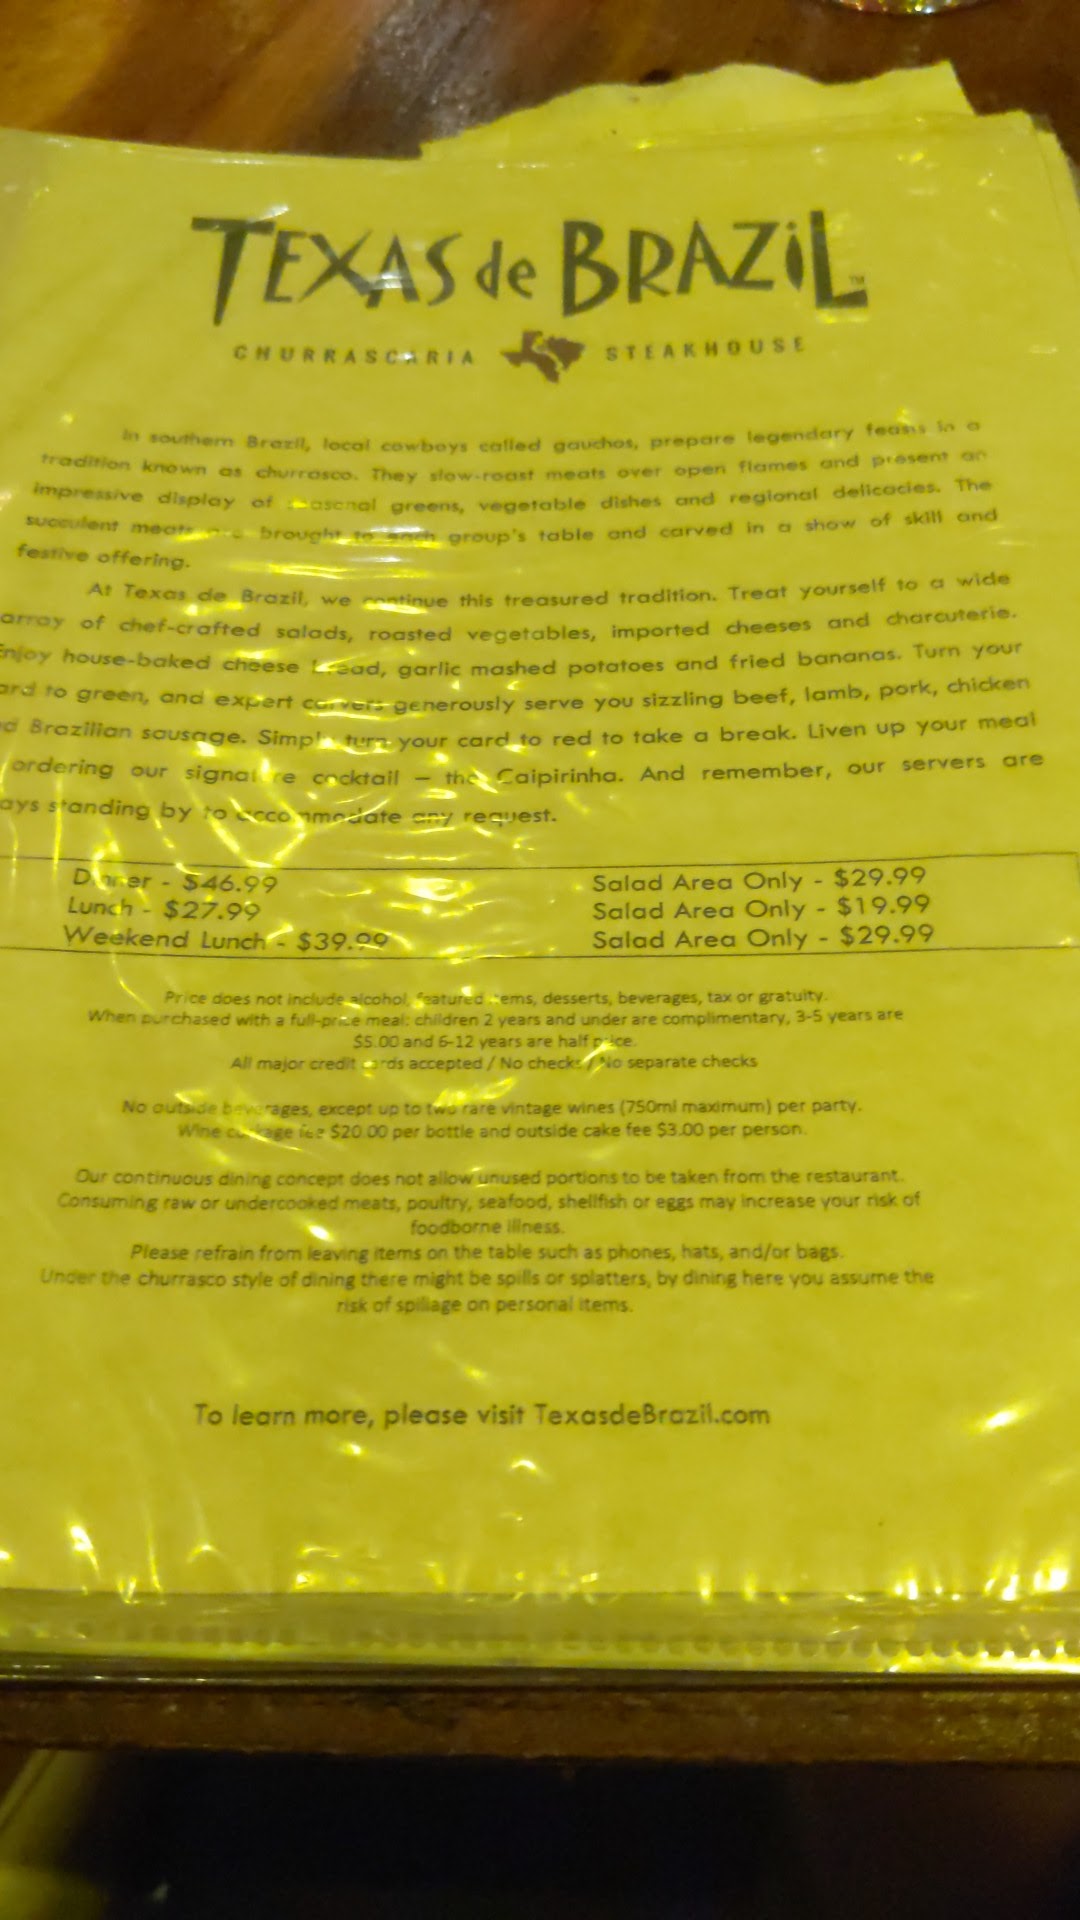 TEXAS de BRAZiL ™
CHURRASCARIA STEAKHOUSE
In southern Brazil, local cowboys called gauchos, prepare legendary feasts in a
tradition known as churrasco. They slow-roast meats over open flames and present an
impressive display of seasonal greens, vegetable dishes and regional delicacies. The
succulent meats are brought to each group's table and carved in a show of skill and
festive offering.
At Texas de Brazil, we continue this treasured tradition. Treat yourself to a wide
array of chef-crafted salads, roasted vegetables, imported cheeses and charcuterie.
Enjoy house-baked cheese bread, garlic mashed potatoes and fried bananas. Turn your
ard to green, and expert carvers generously serve you sizzling beef, lamb, pork, chicken
d Brazilian sausage. Simply turn your card to red to take a break. Liven up your meal
ordering our signature cocktail – the Caipirinha. And remember, our servers are
ays standing by to accommodate any request.
Dinner - $46.99 Salad Area Only - $29.99
Lunch - $27.99 Salad Area Only - $19.99
Weekend Lunch - $39.99 Salad Area Only - $29.99
Price does not include alcohol, featured items, desserts, beverages, tax or gratuity.
When purchased with a full-price meal: children 2 years and under are complimentary, 3-5 years are
$5.00 and 6-12 years are half price.
All major credit cards accepted / No checks / No separate checks
No outside beverages, except up to two rare vintage wines (750ml maximum) per party.
Wine corkage fee $20.00 per bottle and outside cake fee $3.00 per person.
Our continuous dining concept does not allow unused portions to be taken from the restaurant.
Consuming raw or undercooked meats, poultry, seafood, shellfish or eggs may increase your risk of
foodborne illness.
Please refrain from leaving items on the table such as phones, hats, and/or bags.
Under the churrasco style of dining there might be spills or splatters, by dining here you assume the
risk of spillage on personal items.
To learn more, please visit TexasdeBrazil.com